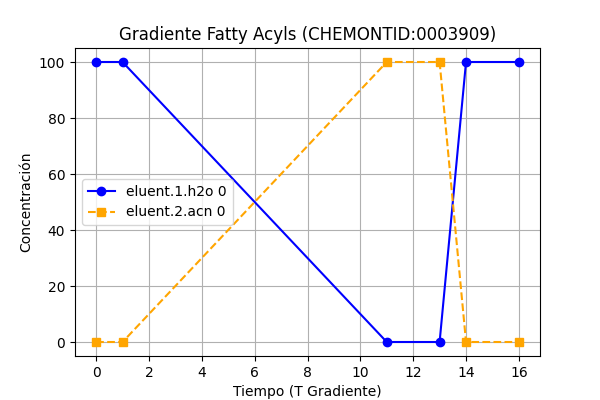 Gradiente Fatty Acyls (CHEMONTID:0003909)
100
80
60
40
20
0
Concentración
eluent.1.h2o 0
eluent.2.acn 0
0 2 4 6 8 10 12 14 16
Tiempo (T Gradiente)